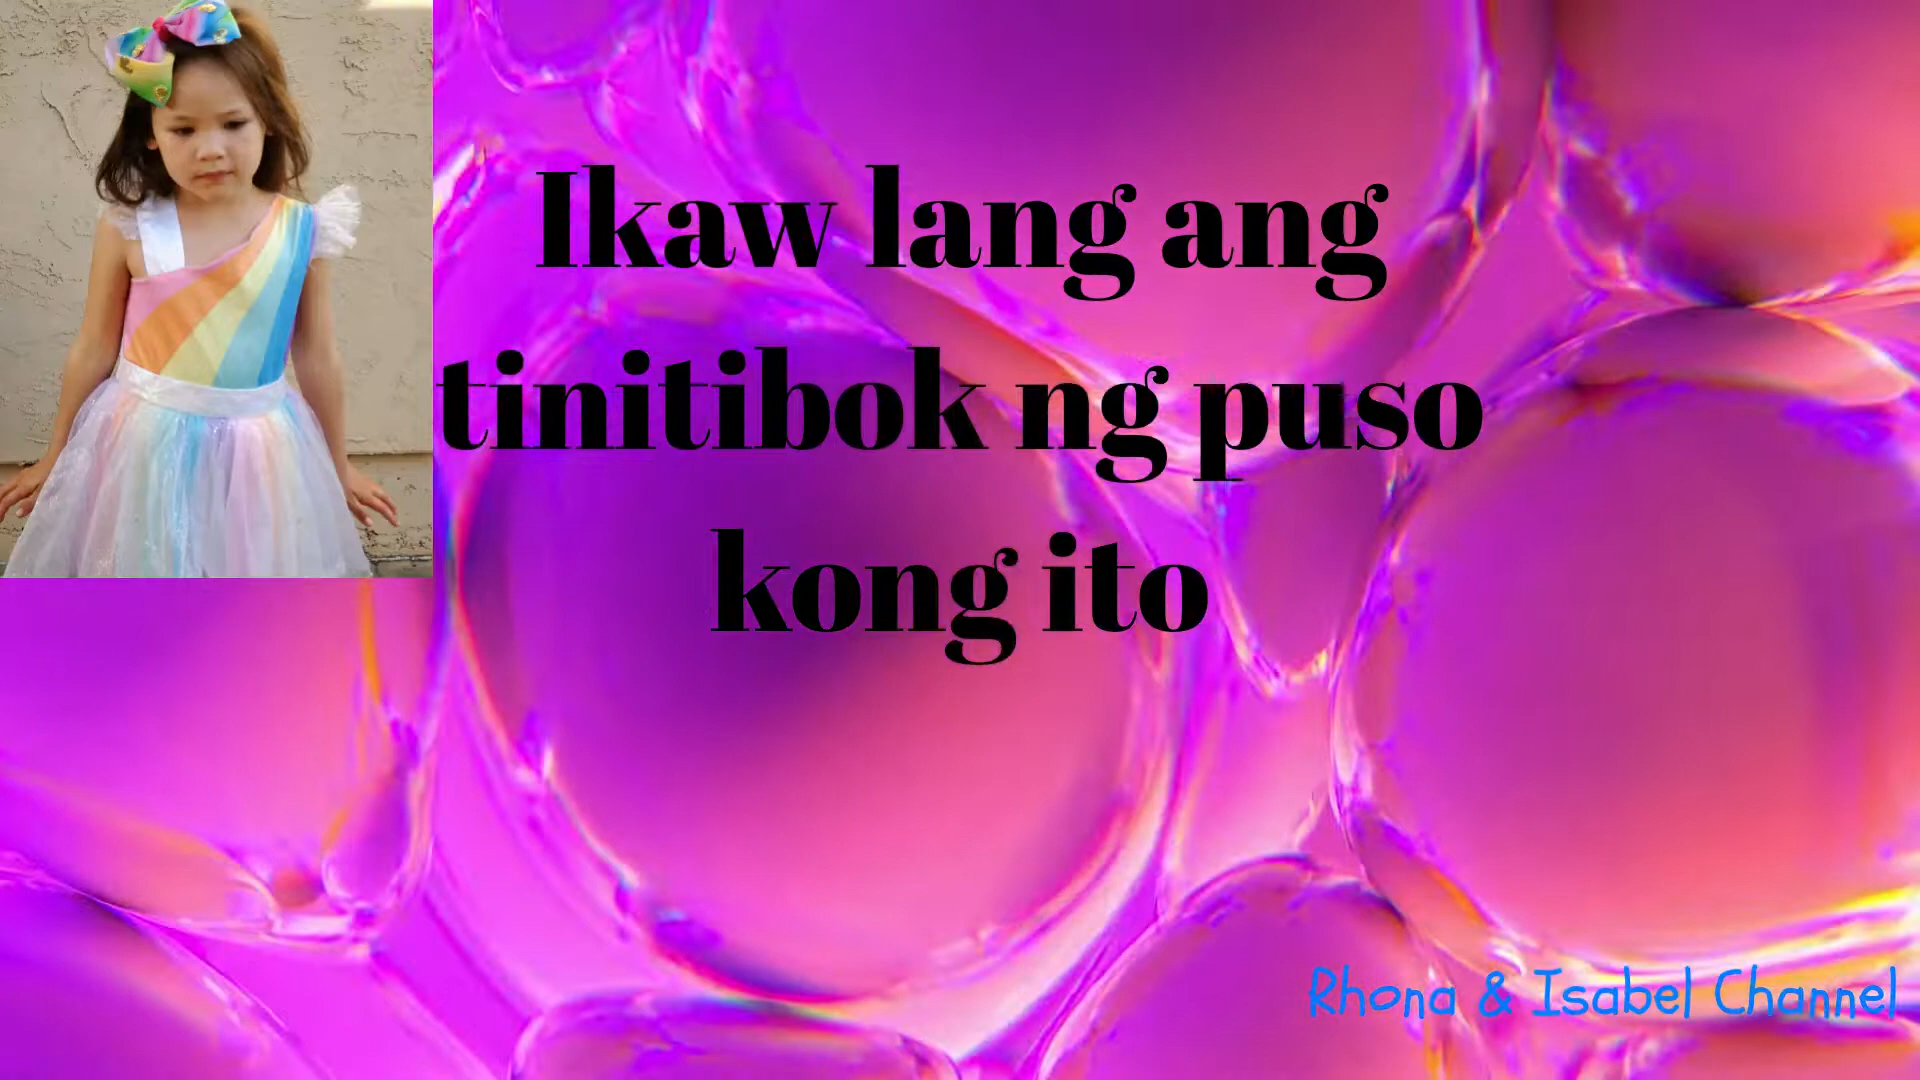 Ikaw lang ang
tinitibok ng puso
kong ito
Rhona & Isabel Channel